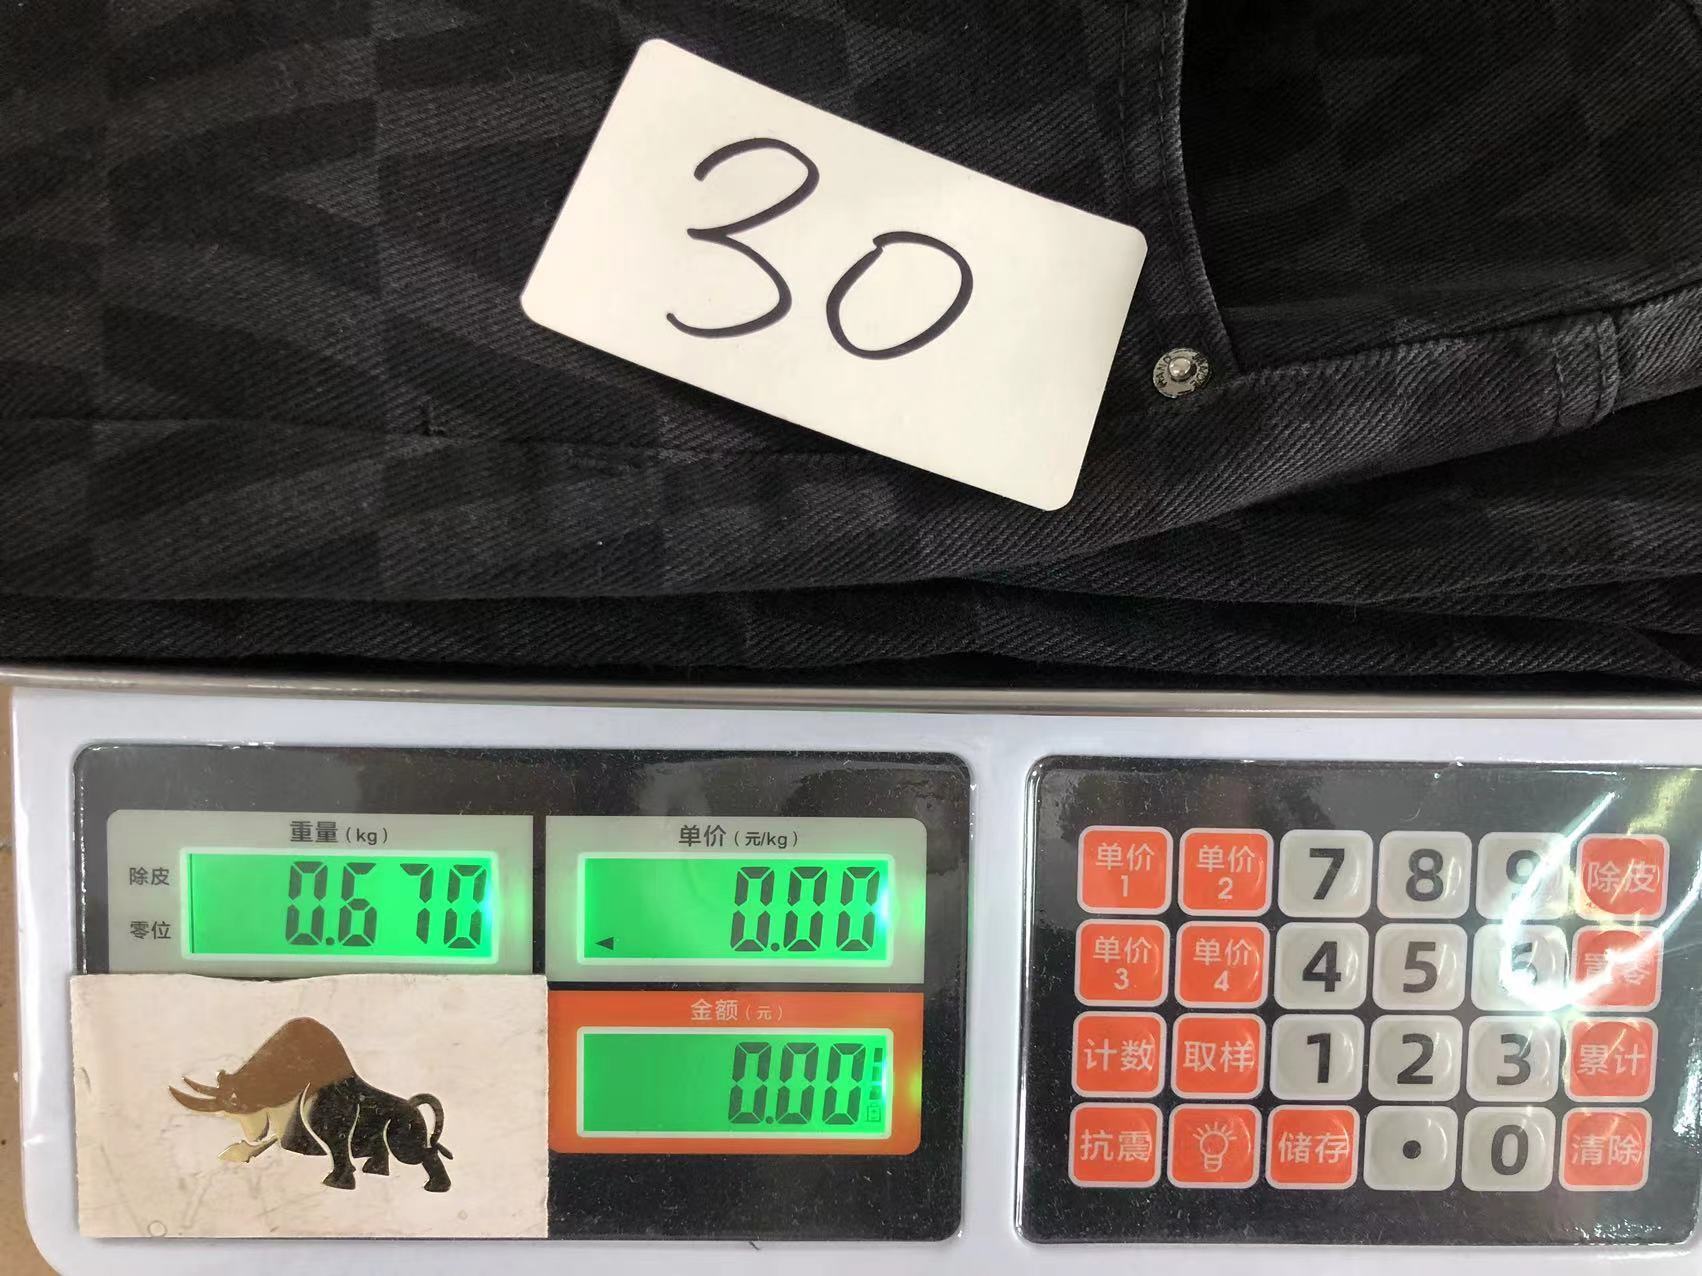 30
重量(kg)
除皮
零位
0.670
单价(元/kg)
0.00
金额(元)
0.00
单价1 单价2 7 8 9 除皮
单价3 单价4 4 5 6 置零
计数 取样 1 2 3 累计
抗震 储存 . 0 清除